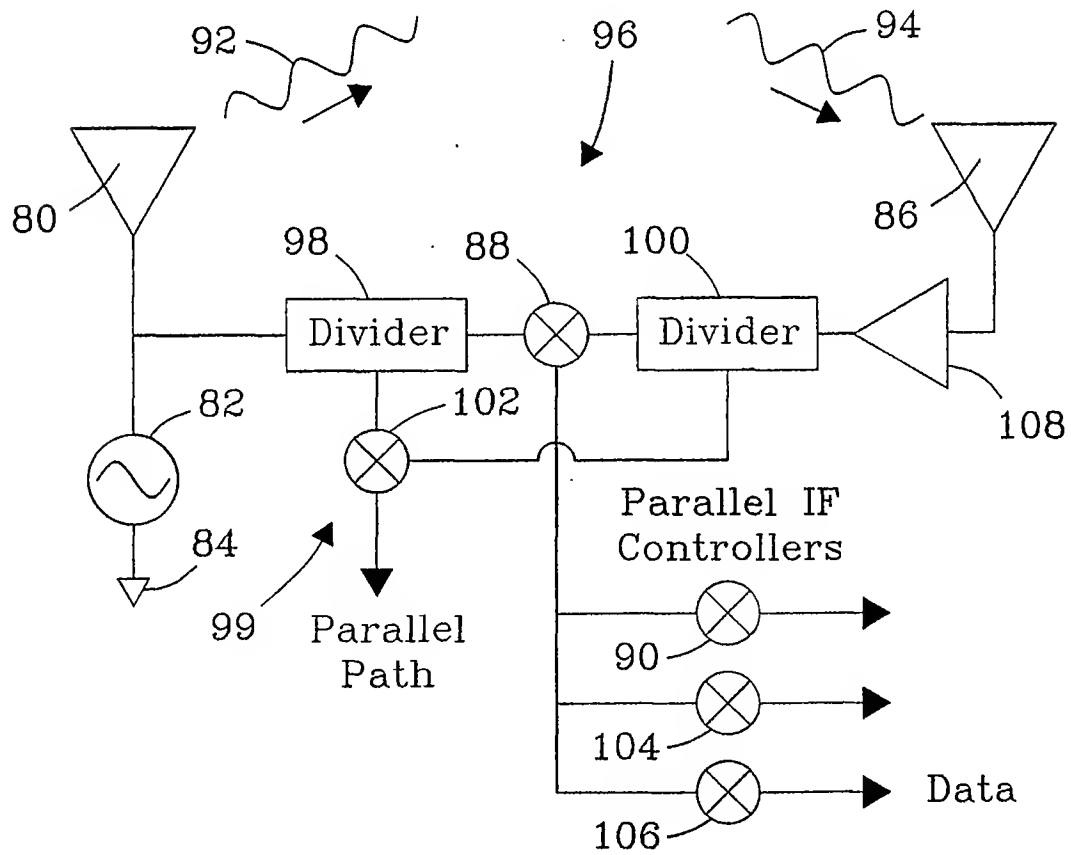 92
94
96
80
86
98
88
100
Divider
Divider
102
82
108
Parallel IF
Controllers
84
99
Parallel
Path
90
104
Data
106